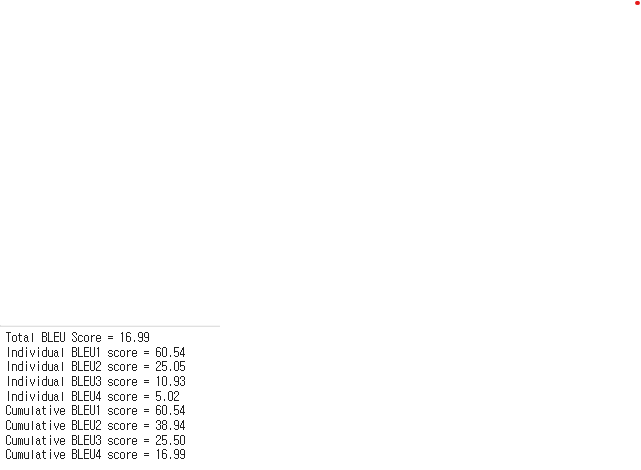 Total BLEU Score = 16.99
Individual BLEU1 score = 60.54
Individual BLEU2 score = 25.05
Individual BLEU3 score = 10.93
Individual BLEU4 score = 5.02
Cumulative BLEU1 score = 60.54
Cumulative BLEU2 score = 38.94
Cumulative BLEU3 score = 25.50
Cumulative BLEU4 score = 16.99